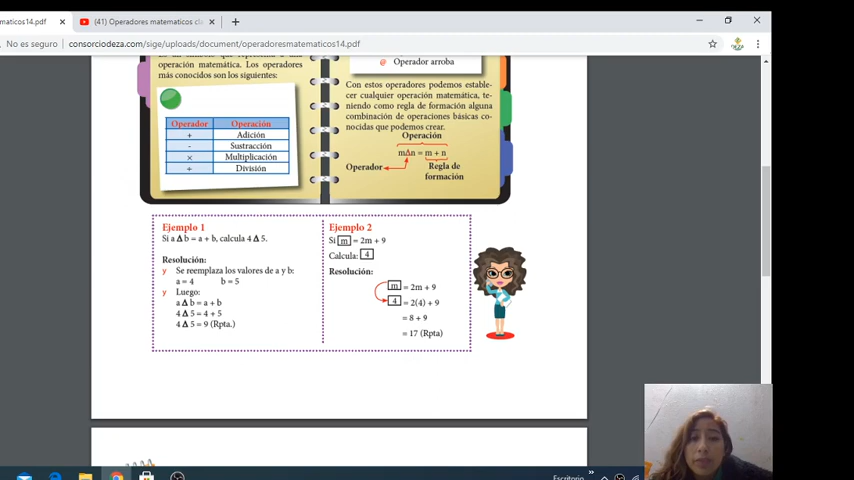 maticos14.pdf
(41) Operadores matematicos cl
No es seguro
consorciodeza.com/sige/uploads/document/operadoresmatematicos14.pdf
DEZA
operación matemática. Los operadores
más conocidos son los siguientes:
Operador Operación
+ Adición
- Sustracción
× Multiplicación
÷ División
@ Operador arroba
Con estos operadores podemos estable-
cer cualquier operación matemática, te-
niendo como regla de formación alguna
combinación de operaciones básicas co-
nocidas que podemos crear.
Operación
m∆n = m + n
Operador
Regla de
formación
Ejemplo 1
Si a ∆ b = a + b, calcula 4 ∆ 5.
Resolución:
y Se reemplaza los valores de a y b:
a = 4 b = 5
y Luego:
a ∆ b = a + b
4 ∆ 5 = 4 + 5
4 ∆ 5 = 9 (Rpta.)
Ejemplo 2
Si m = 2m + 9
Calcula: 4
Resolución:
m = 2m + 9
4 = 2(4) + 9
= 8 + 9
= 17 (Rpta)
Escritorio